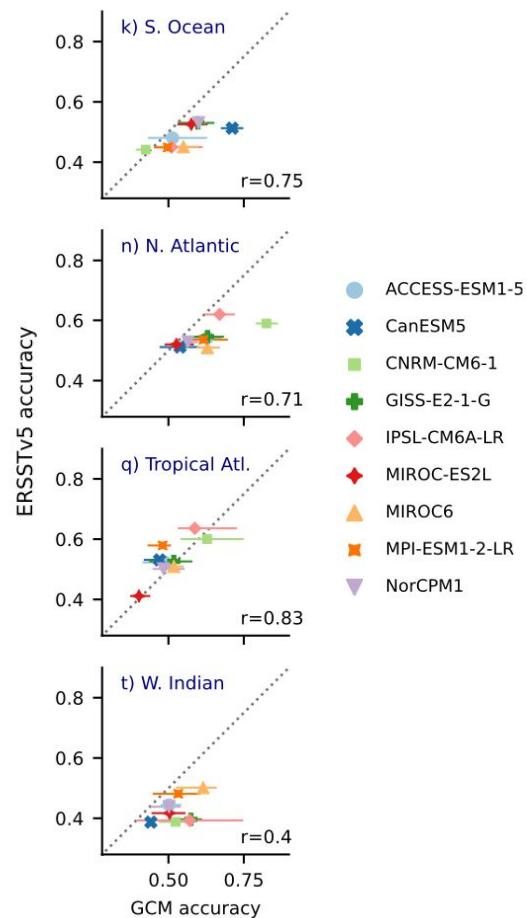 k) S. Ocean
0.8
0.6
0.4
r=0.75
n) N. Atlantic
0.8
0.6
0.4
r=0.71
ERSSTv5 accuracy
q) Tropical Atl.
0.8
0.6
0.4
r=0.83
t) W. Indian
0.8
0.6
0.4
r=0.4
0.50 0.75
GCM accuracy
ACCESS-ESM1-5
CanESM5
CNRM-CM6-1
GISS-E2-1-G
IPSL-CM6A-LR
MIROC-ES2L
MIROC6
MPI-ESM1-2-LR
NorCPM1